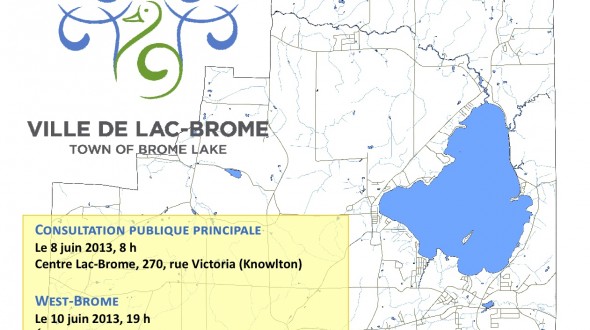 VILLE DE LAC-BROME
TOWN OF BROME LAKE
CONSULTATION PUBLIQUE PRINCIPALE
Le 8 juin 2013, 8 h
Centre Lac-Brome, 270, rue Victoria (Knowlton)
WEST-BROME
Le 10 juin 2013, 19 h